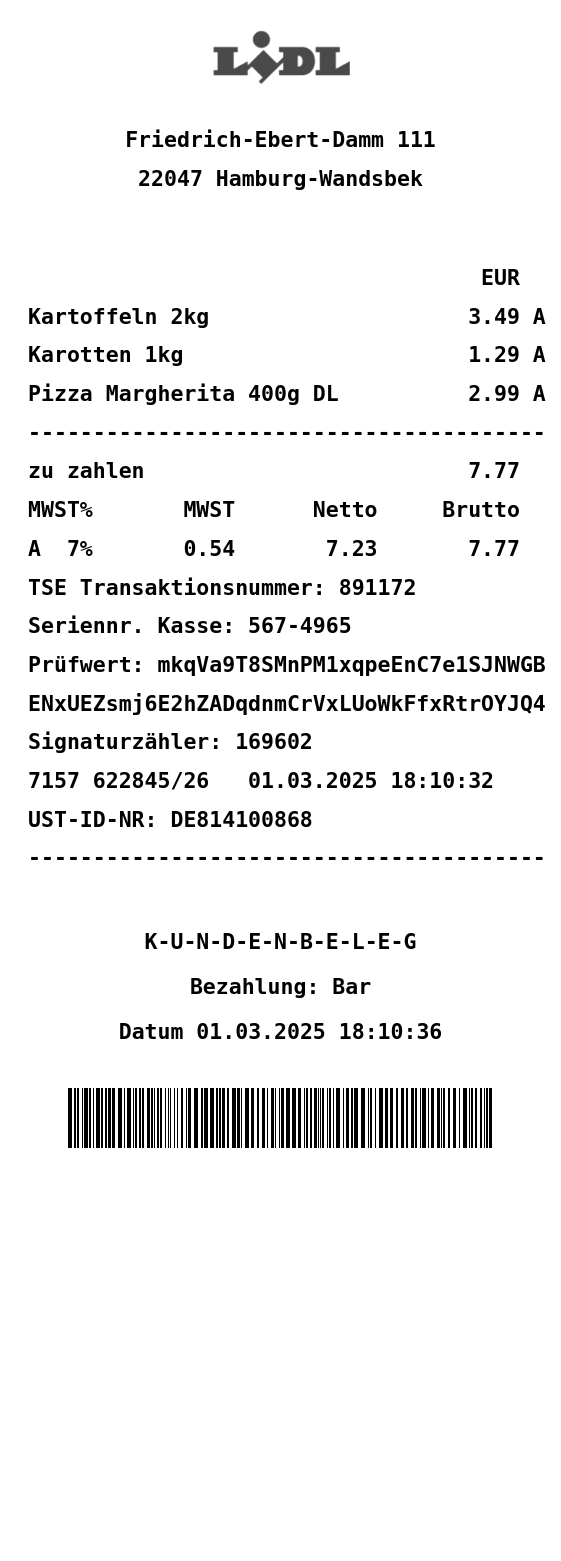 LIDL
Friedrich-Ebert-Damm 111
22047 Hamburg-Wandsbek
EUR
Kartoffeln 2kg 3.49 A
Karotten 1kg 1.29 A
Pizza Margherita 400g DL 2.99 A
----------------------------------------
zu zahlen 7.77
MWST% MWST Netto Brutto
A 7% 0.54 7.23 7.77
TSE Transaktionsnummer: 891172
Seriennr. Kasse: 567-4965
Prüfwert: mkqVa9T8SMnPM1xqpeEnC7e1SJNWGB
ENxUEZsmj6E2hZADqdnmCrVxLUoWkFfxRtrOYJQ4
Signaturzähler: 169602
7157 622845/26 01.03.2025 18:10:32
UST-ID-NR: DE814100868
----------------------------------------
K-U-N-D-E-N-B-E-L-E-G
Bezahlung: Bar
Datum 01.03.2025 18:10:36